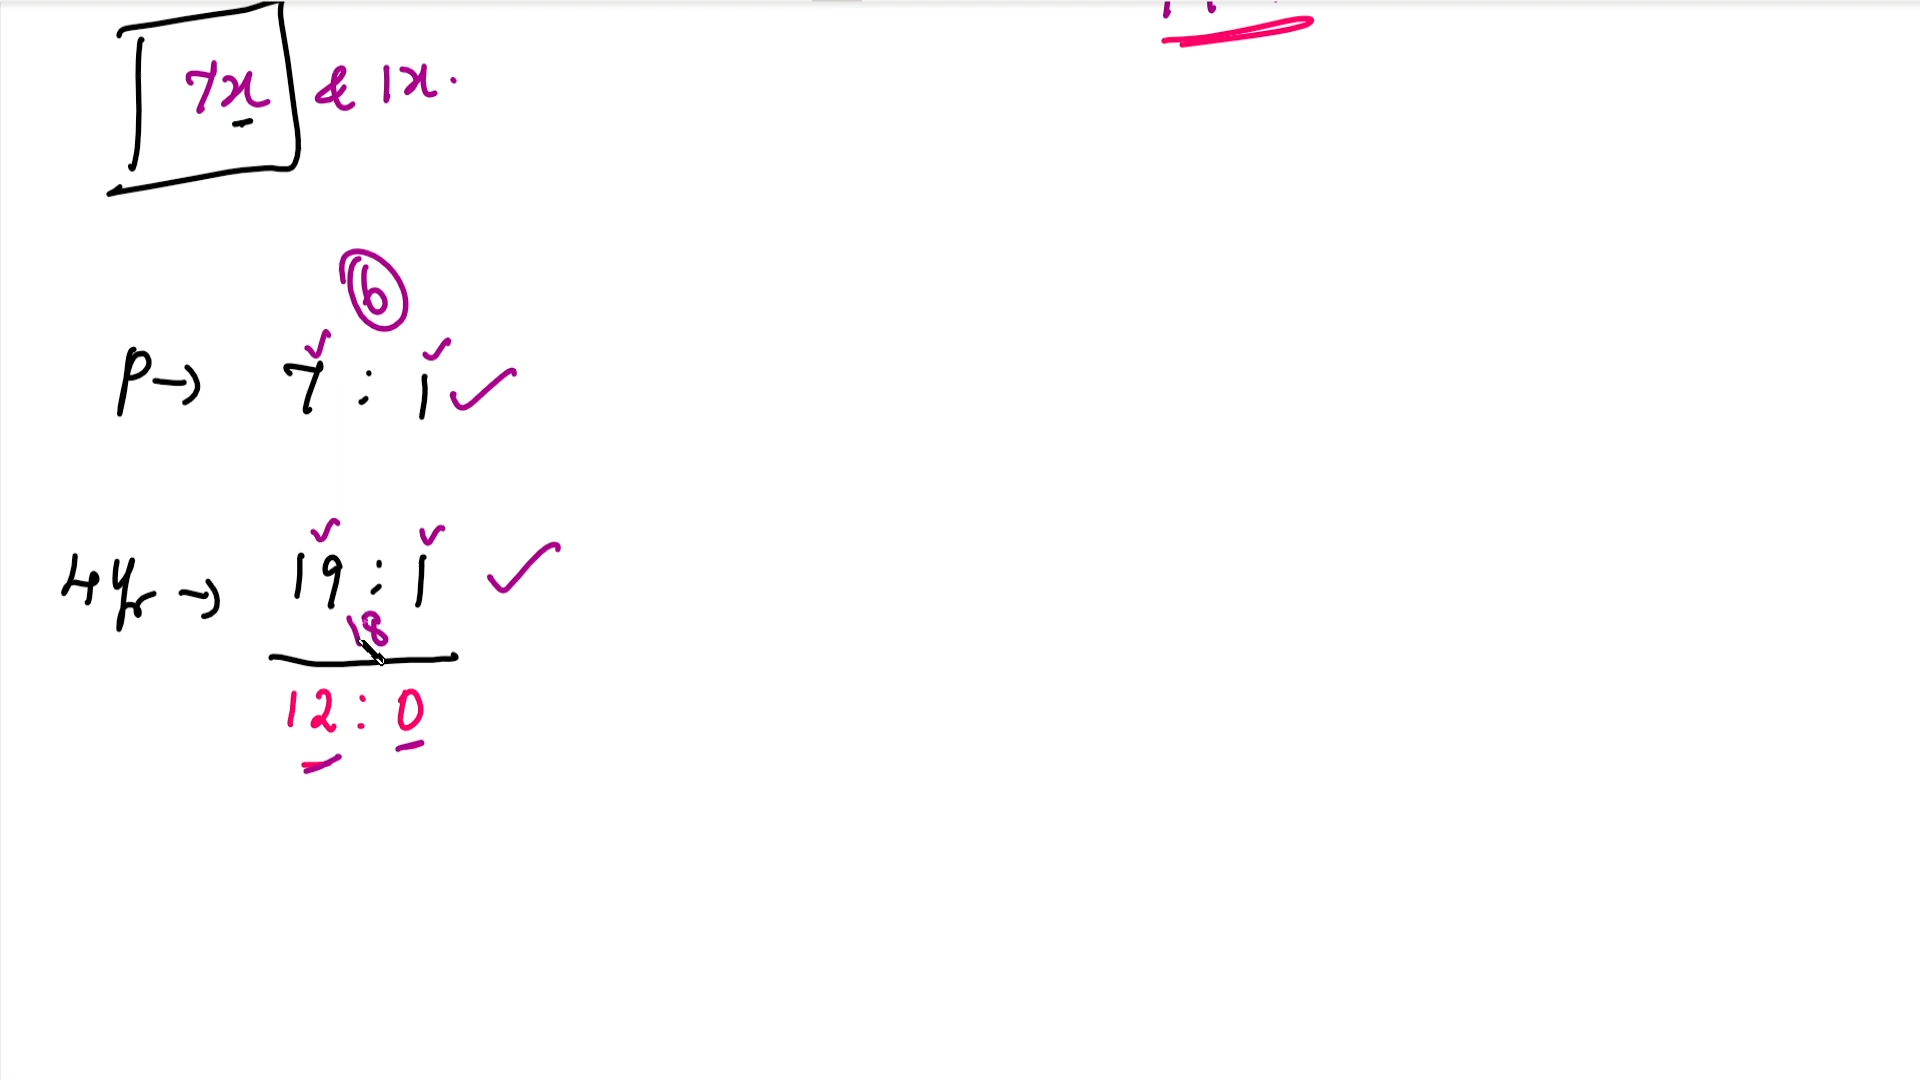 7x & 1x.
6
P → 7 : 1
4yr → 19 : 1
18
12 : 0